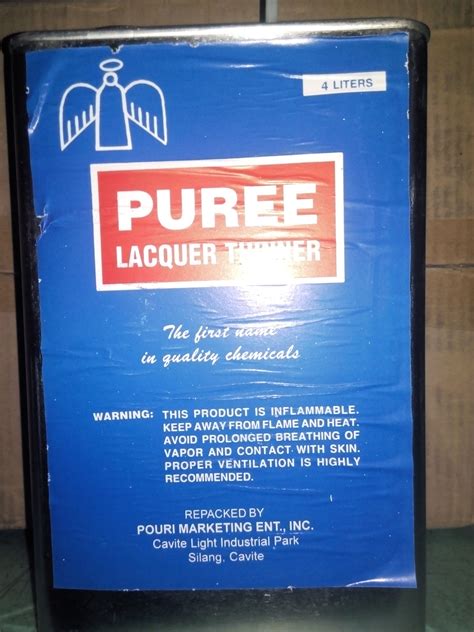 4 LITERS
PUREE
LACQUER THINNER
The first name
in quality chemicals
WARNING: THIS PRODUCT IS INFLAMMABLE.
KEEP AWAY FROM FLAME AND HEAT.
AVOID PROLONGED BREATHING OF
VAPOR AND CONTACT WITH SKIN.
PROPER VENTILATION IS HIGHLY
RECOMMENDED.
REPACKED BY
POURI MARKETING ENT., INC.
Cavite Light Industrial Park
Silang, Cavite